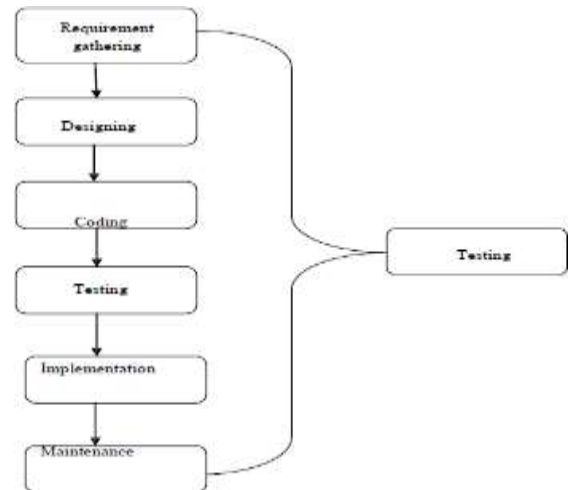 Requirement
gathering
Designing
Coding
Testing
Testing
Implementation
Maintenance